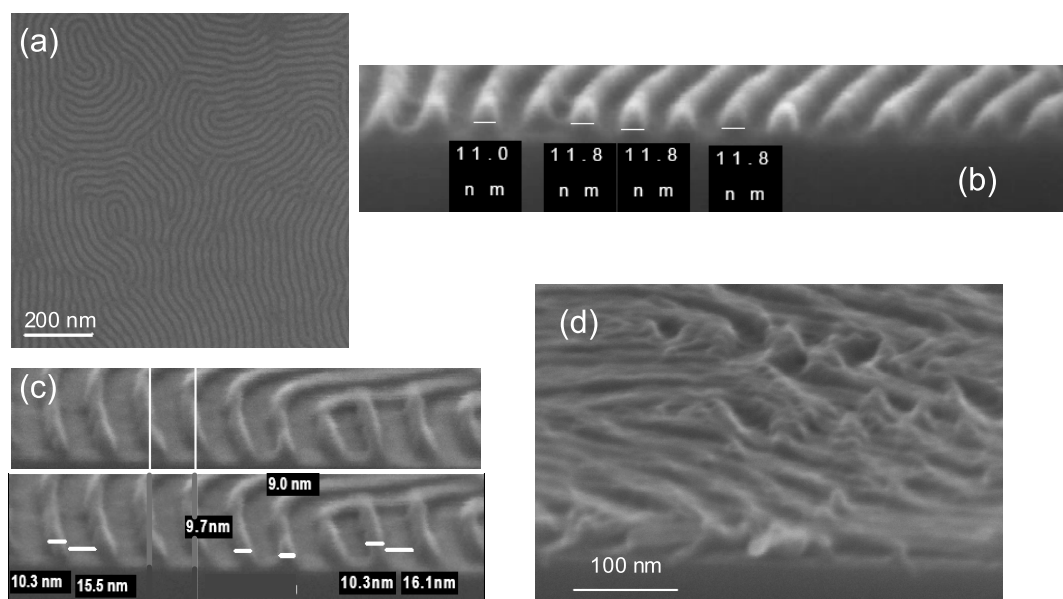 (a)
200 nm
11.0
nm
11.8
nm
11.8
nm
11.8
nm
(b)
(c)
9.0 nm
9.7nm
10.3 nm
15.5 nm
10.3nm
16.1nm
(d)
100 nm